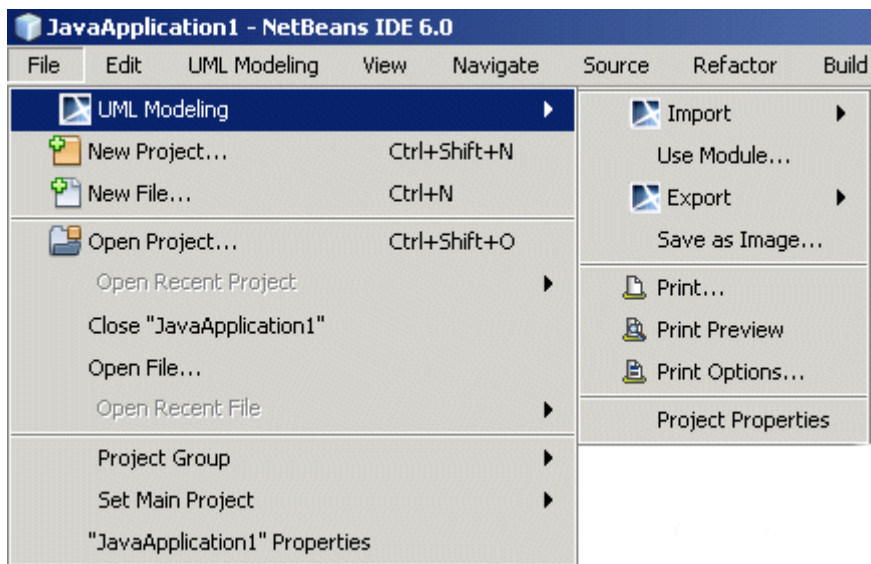 JavaApplication1 - NetBeans IDE 6.0
File Edit UML Modeling View Navigate Source Refactor Build
UML Modeling
New Project... Ctrl+Shift+N
New File... Ctrl+N
Open Project... Ctrl+Shift+O
Open Recent Project
Close "JavaApplication1"
Open File...
Open Recent File
Project Group
Set Main Project
"JavaApplication1" Properties
Import
Use Module...
Export
Save as Image...
Print...
Print Preview
Print Options...
Project Properties